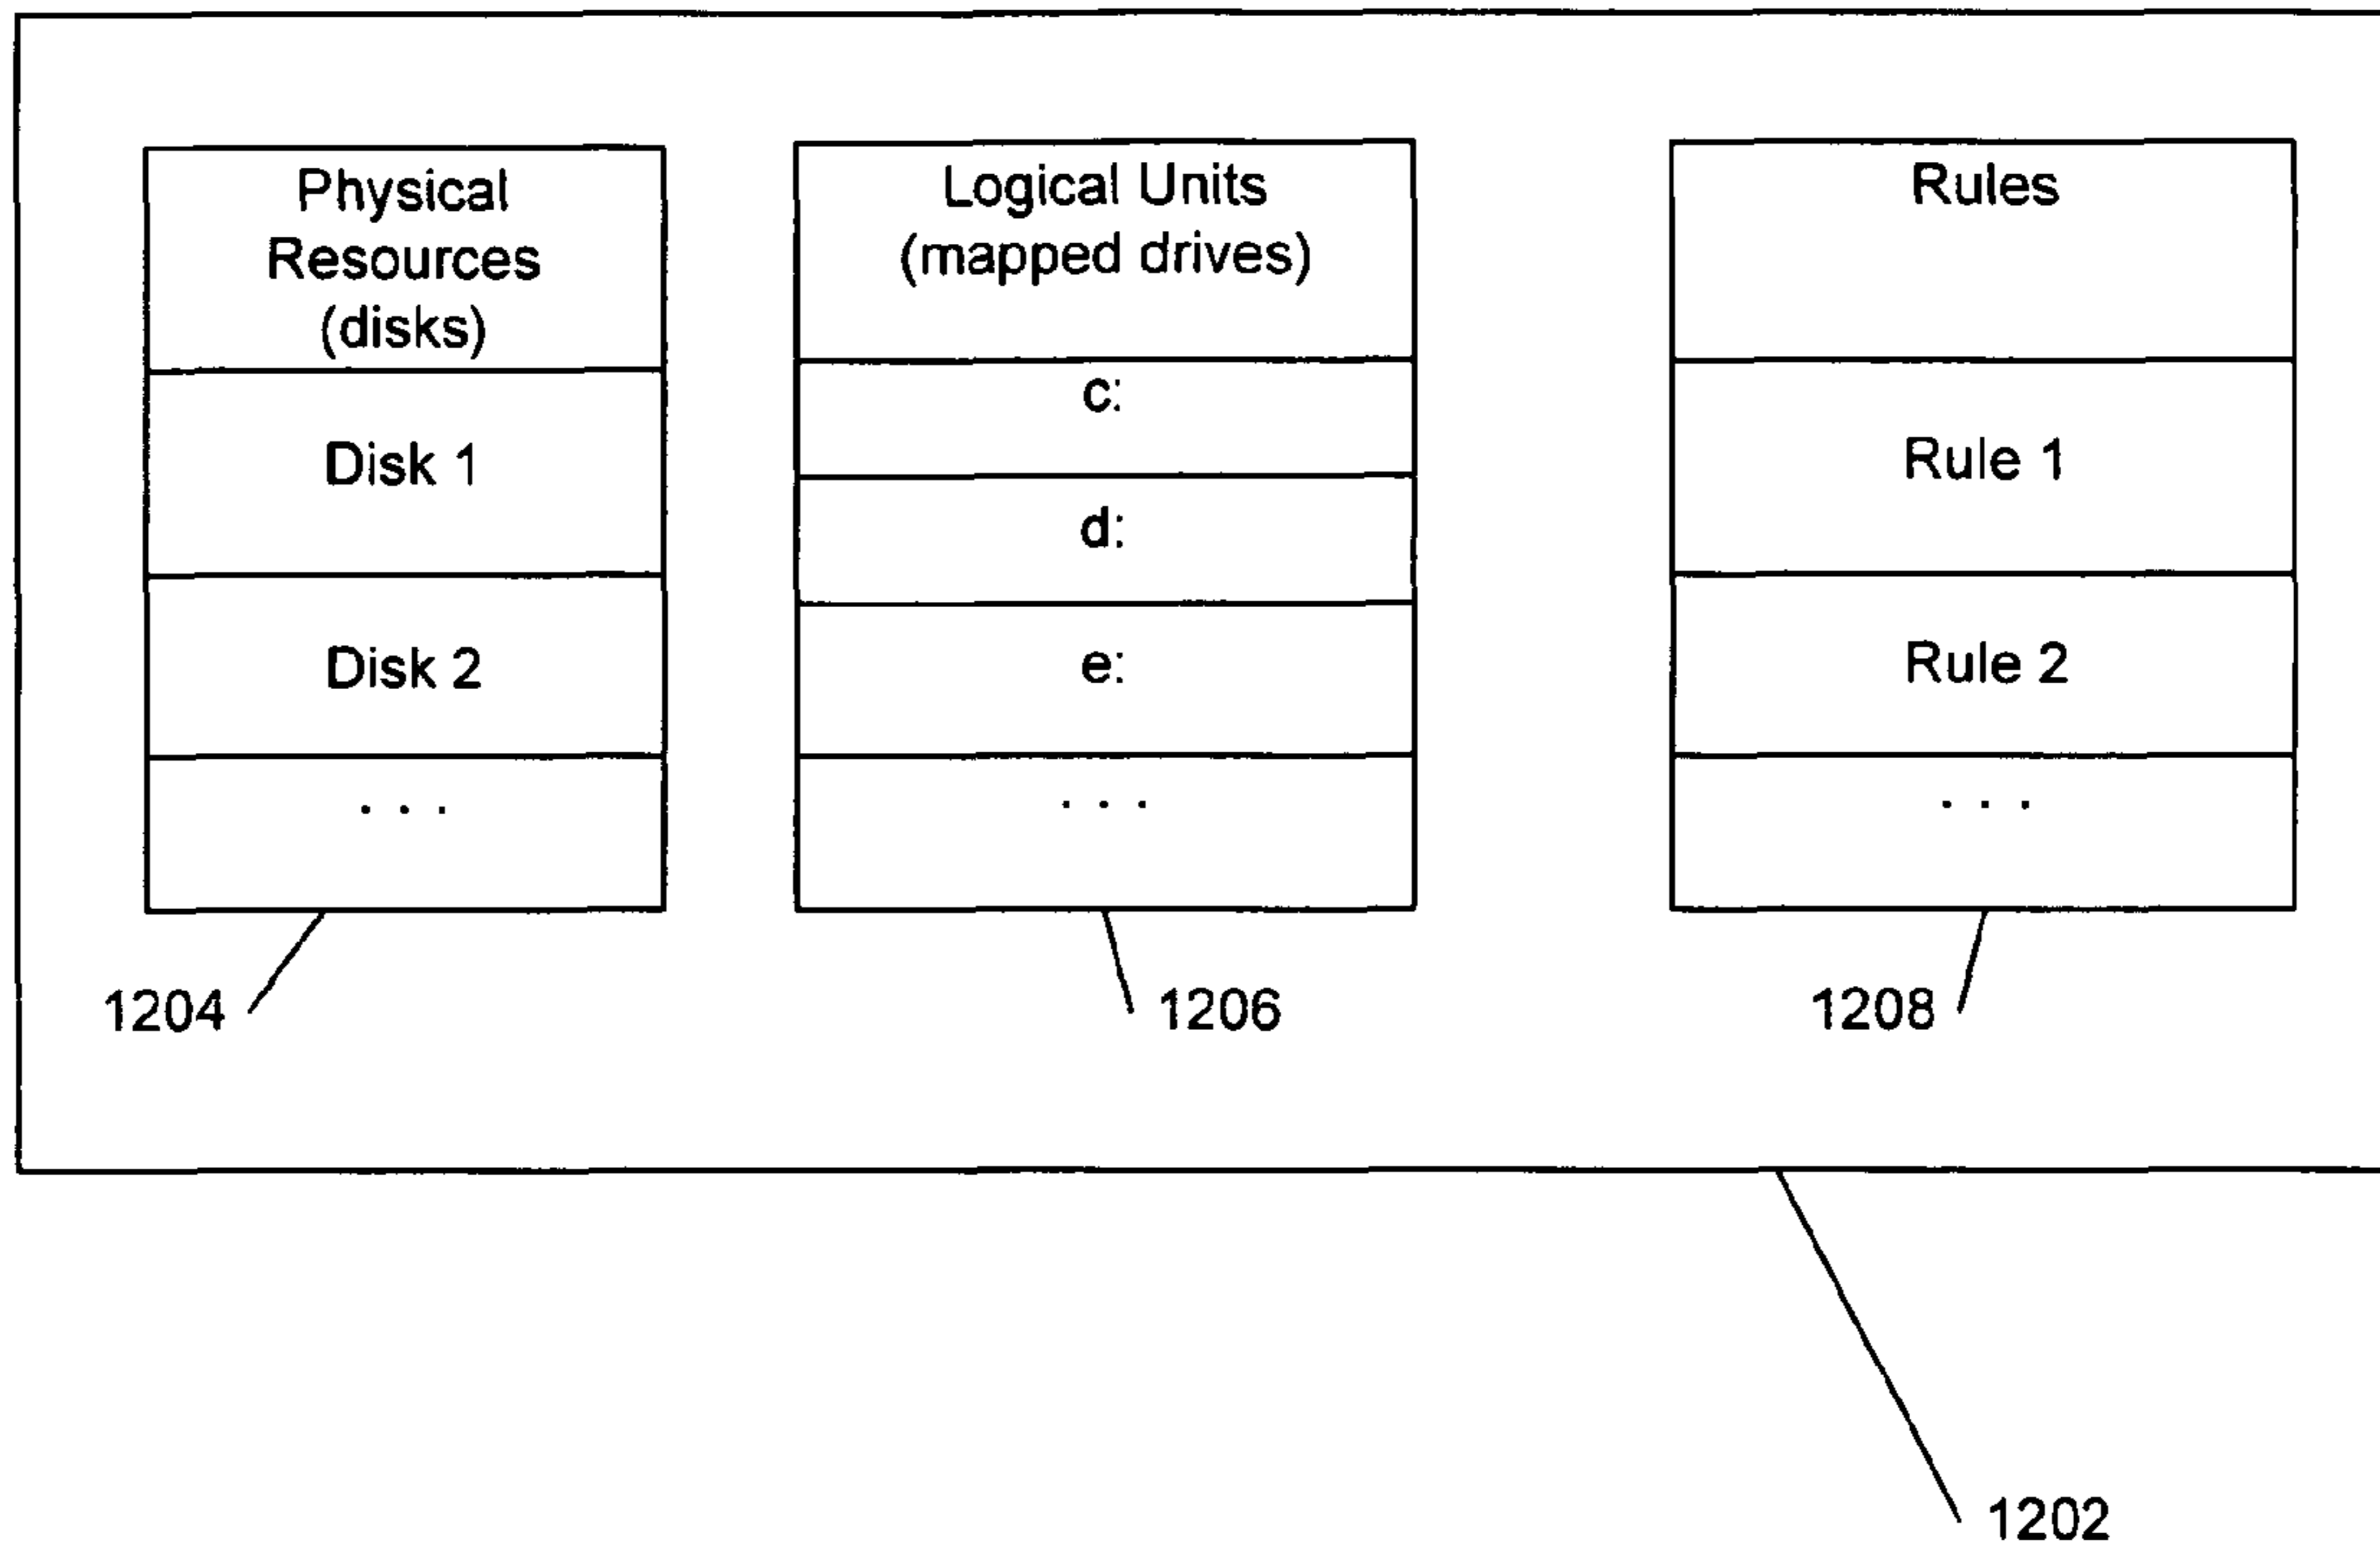 Physical
Resources
(disks)
Disk 1
Disk 2
. . .
Logical Units
(mapped drives)
c:
d:
e:
. . .
Rules
Rule 1
Rule 2
. . .
1204
1206
1208
1202